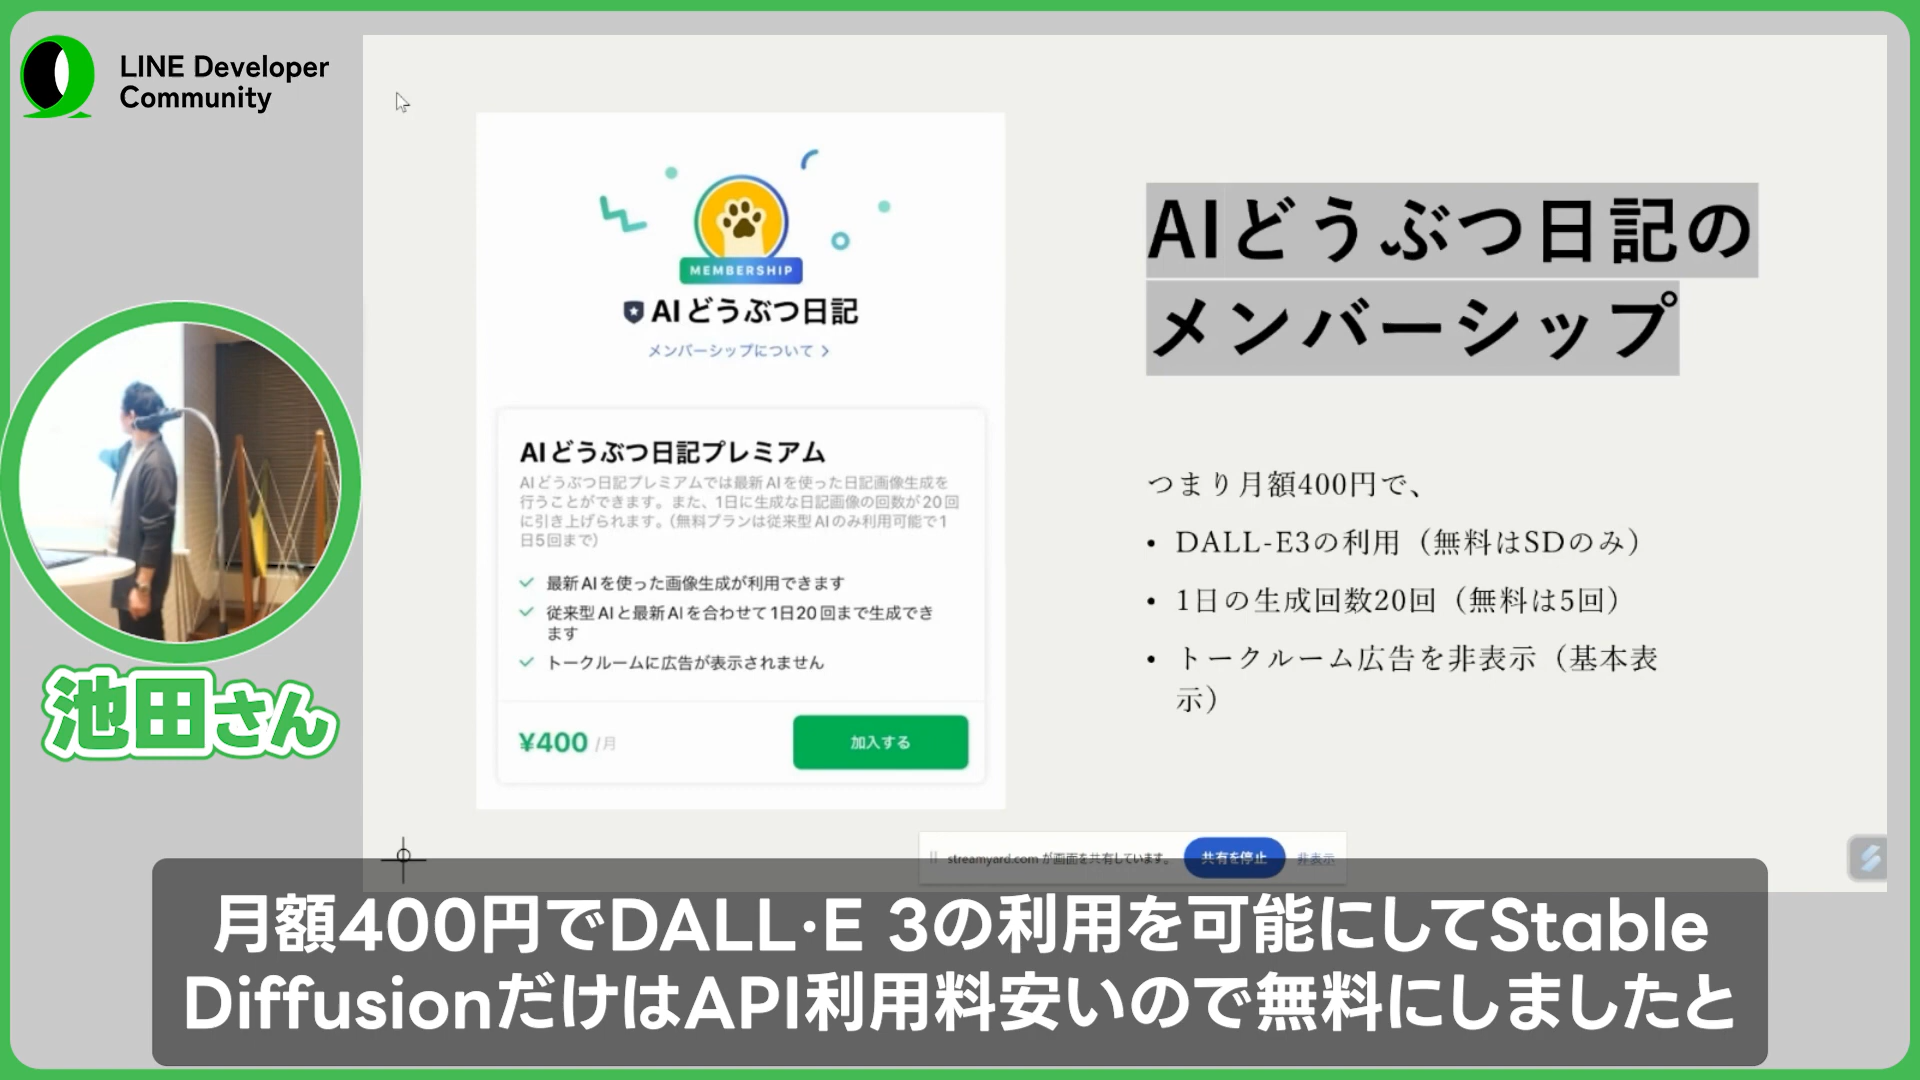 LINE Developer
Community
MEMBERSHIP
AIどうぶつ日記
メンバーシップについて >
AIどうぶつ日記プレミアム
AIどうぶつ日記プレミアムでは最新AIを使った日記画像生成を
行うことができます。また、1日に生成な日記画像の回数が20回
に引き上げられます。（無料プランは従来型AIのみ利用可能で1
日5回まで）
最新AIを使った画像生成が利用できます
従来型AIと最新AIを合わせて1日20回まで生成でき
ます
トークルームに広告が表示されません
¥400 /月
加入する
AIどうぶつ日記の
メンバーシップ
つまり月額400円で、
• DALL-E3の利用（無料はSDのみ）
• 1日の生成回数20回（無料は5回）
• トークルーム広告を非表示（基本表
示）
池田さん
streamyard.com が画面を共有しています。
共有を停止
非表示
月額400円でDALL·E 3の利用を可能にしてStable
DiffusionだけはAPI利用料安いので無料にしましたと